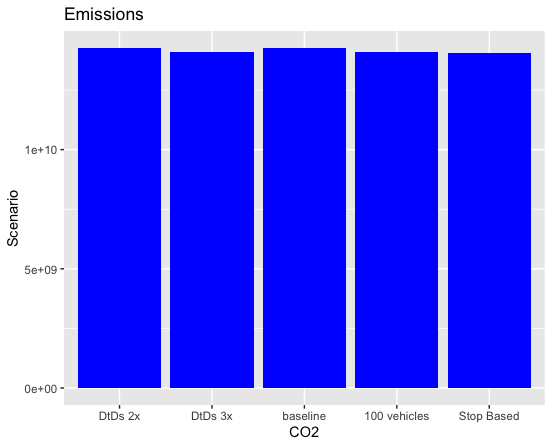 Emissions
Scenario
1e+10
5e+09
0e+00
DtDs 2x
DtDs 3x
baseline
100 vehicles
Stop Based
CO2